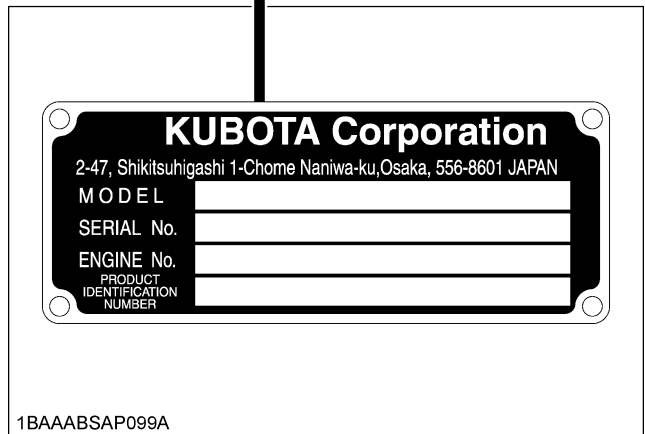 KUBOTA Corporation
2-47, Shikitsuhigashi 1-Chome Naniwa-ku,Osaka, 556-8601 JAPAN
MODEL
SERIAL No.
ENGINE No.
PRODUCT
IDENTIFICATION
NUMBER
1BAAABSAP099A